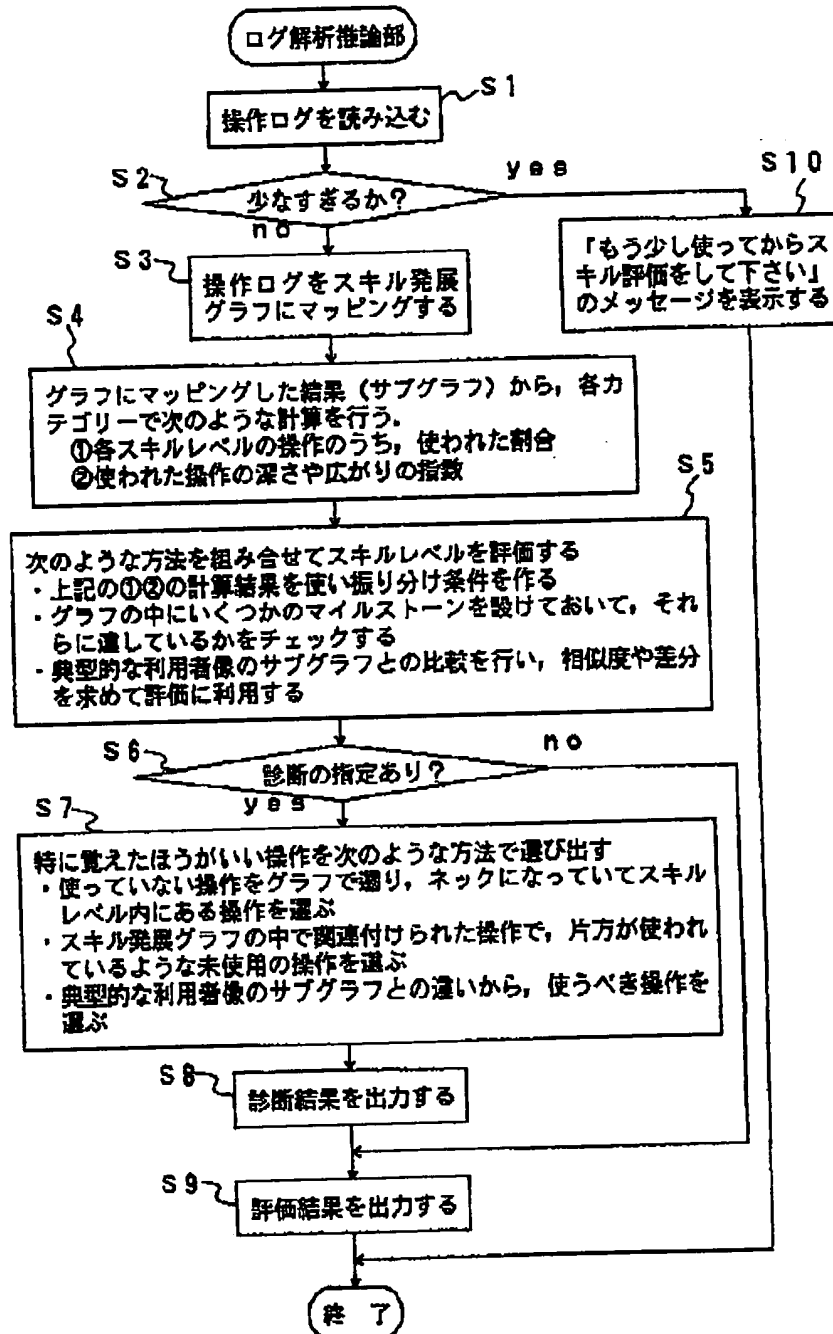 ログ解析推論部
S1
操作ログを読み込む
S2
少なすぎるか?
yes
no
S10
「もう少し使ってからス
キル評価をして下さい」
のメッセージを表示する
S3
操作ログをスキル発展
グラフにマッピングする
S4
グラフにマッピングした結果(サブグラフ)から,各カ
テゴリーで次のような計算を行う.
①各スキルレベルの操作のうち,使われた割合
②使われた操作の深さや広がりの指数
S5
次のような方法を組み合せてスキルレベルを評価する
・上記の①②の計算結果を使い振り分け条件を作る
・グラフの中にいくつかのマイルストーンを設けておいて,それ
らに達しているかをチェックする
・典型的な利用者像のサブグラフとの比較を行い,相似度や差分
を求めて評価に利用する
S6
診断の指定あり?
no
yes
S7
特に覚えたほうがいい操作を次のような方法で選び出す
・使っていない操作をグラフで遡り,ネックになっていてスキル
レベル内にある操作を選ぶ
・スキル発展グラフの中で関連付けられた操作で,片方が使われ
ているような未使用の操作を選ぶ
・典型的な利用者像のサブグラフとの違いから,使うべき操作を
選ぶ
S8
診断結果を出力する
S9
評価結果を出力する
終了